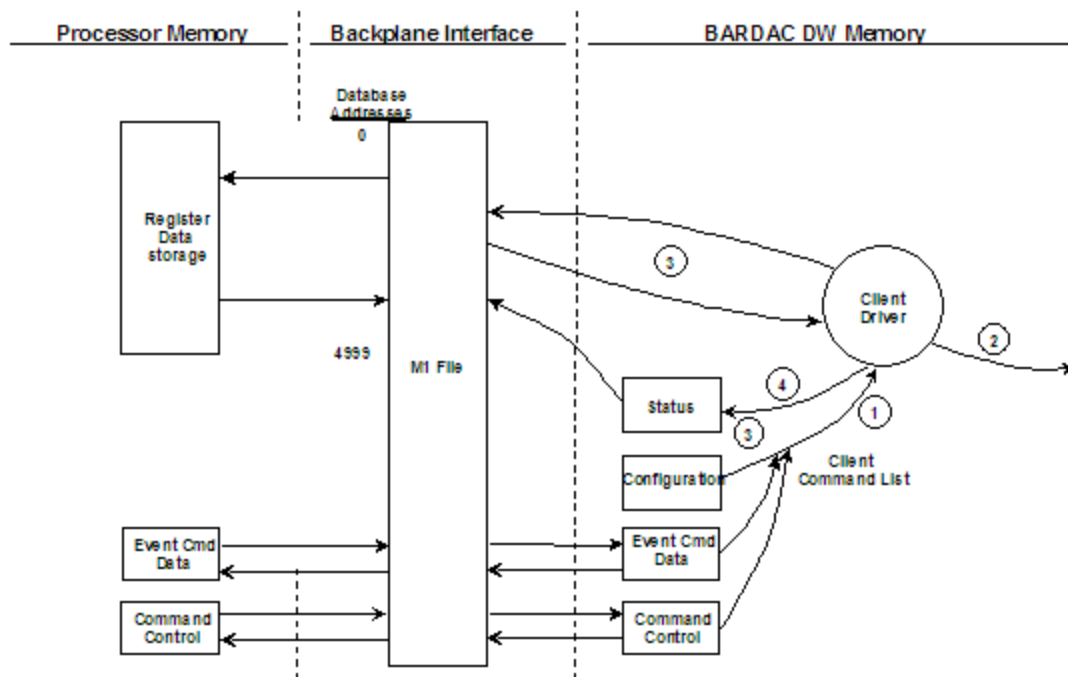 Processor Memory
Backplane Interface
BARDAC DW Memory
Database
Addresses
0
Register
Data
storage
3
Client
Driver
2
4999
M1 File
4
Status
1
3
Configuration
Client
Command List
Event Cmd
Data
Event Cmd
Data
Command
Control
Command
Control